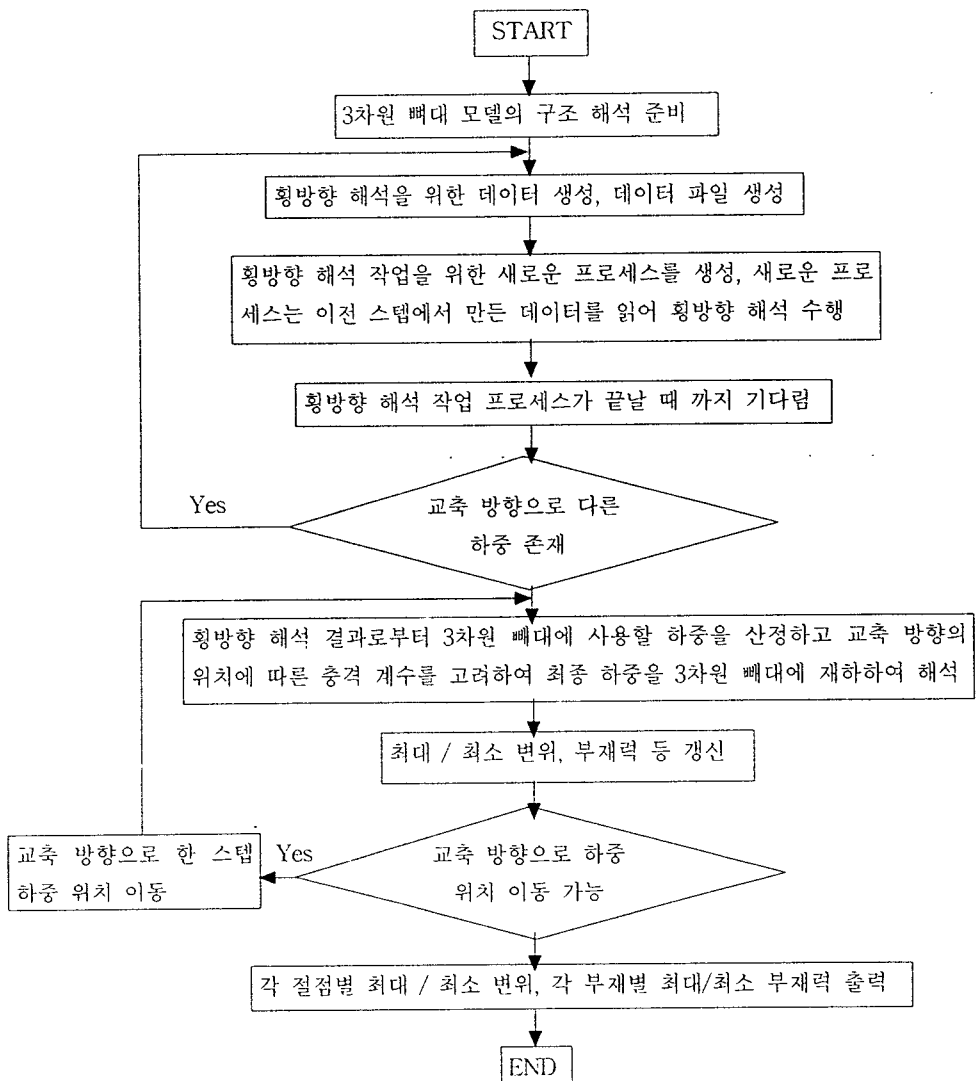 START
3차원 뼈대 모델의 구조 해석 준비
횡방향 해석을 위한 데이터 생성, 데이터 파일 생성
횡방향 해석 작업을 위한 새로운 프로세스를 생성, 새로운 프로
세스는 이전 스텝에서 만든 데이터를 읽어 횡방향 해석 수행
횡방향 해석 작업 프로세스가 끝날 때 까지 기다림
교축 방향으로 다른
하중 존재
Yes
횡방향 해석 결과로부터 3차원 뼈대에 사용할 하중을 산정하고 교축 방향의
위치에 따른 충격 계수를 고려하여 최종 하중을 3차원 뼈대에 재하하여 해석
최대 / 최소 변위, 부재력 등 갱신
교축 방향으로 하중
위치 이동 가능
Yes
교축 방향으로 한 스텝
하중 위치 이동
각 절점별 최대 / 최소 변위, 각 부재별 최대/최소 부재력 출력
END